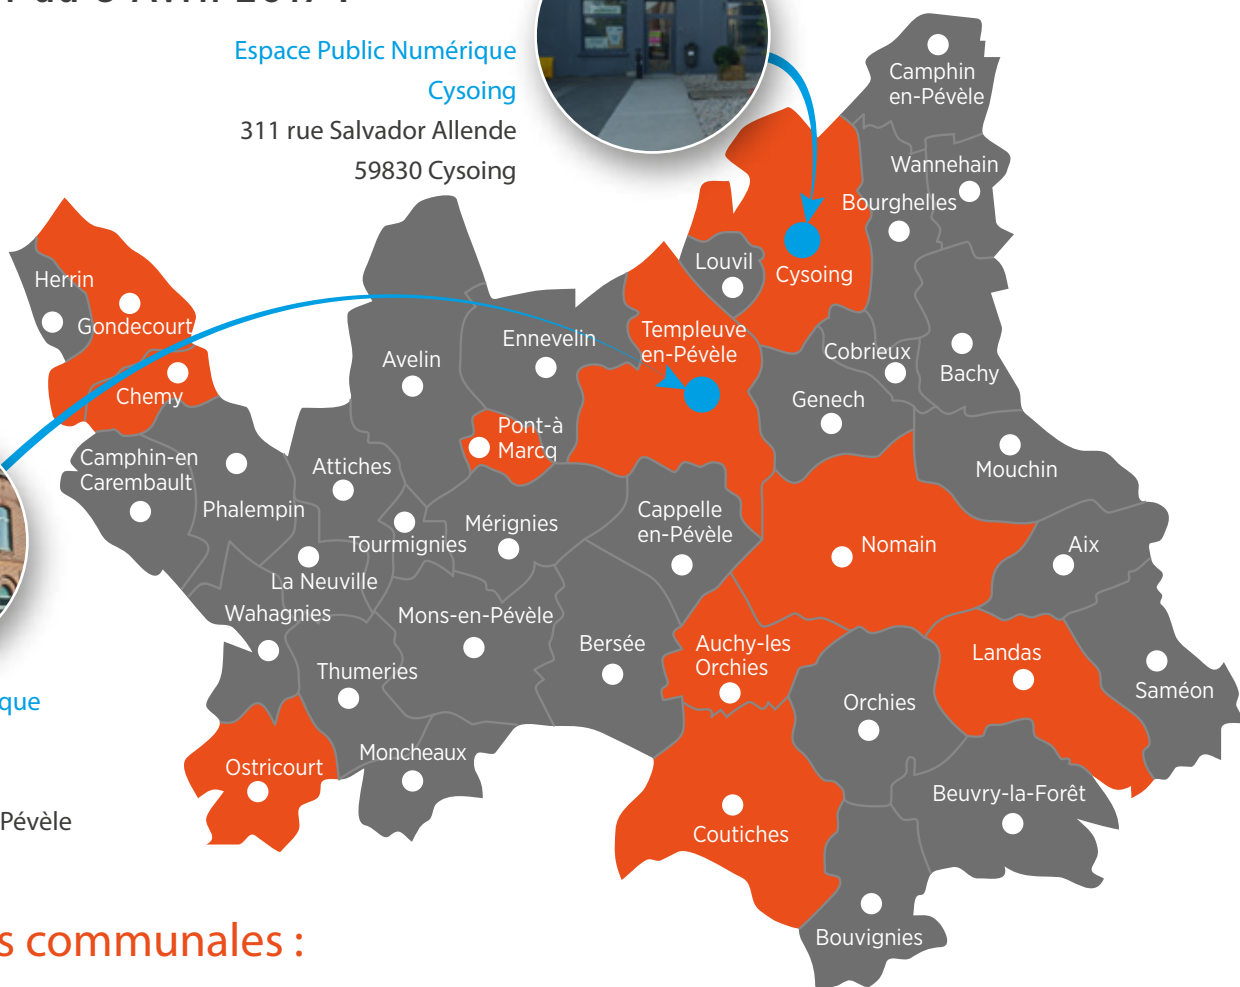 Espace Public Numérique
Cysoing
311 rue Salvador Allende
59830 Cysoing
Camphin
en-Pévèle
Wannehain
Bourghelles
Louvil
Cysoing
Herrin
Gondecourt
Chemy
Avelin
Ennevelin
Templeuve
en-Pévèle
Cobrieux
Bachy
Genech
Pont-à
Marcq
Camphin-en
Carembault
Phalempin
Attiches
Mouchin
Tourmignies
Mérignies
Cappelle
en-Pévèle
Nomain
Aix
La Neuville
Wahagnies
Mons-en-Pévèle
Bersée
Auchy-les
Orchies
Landas
Saméon
Thumeries
Orchies
que
Moncheaux
Ostricourt
Beuvry-la-Forêt
Pévèle
Coutiches
Bouvignies
s communales :